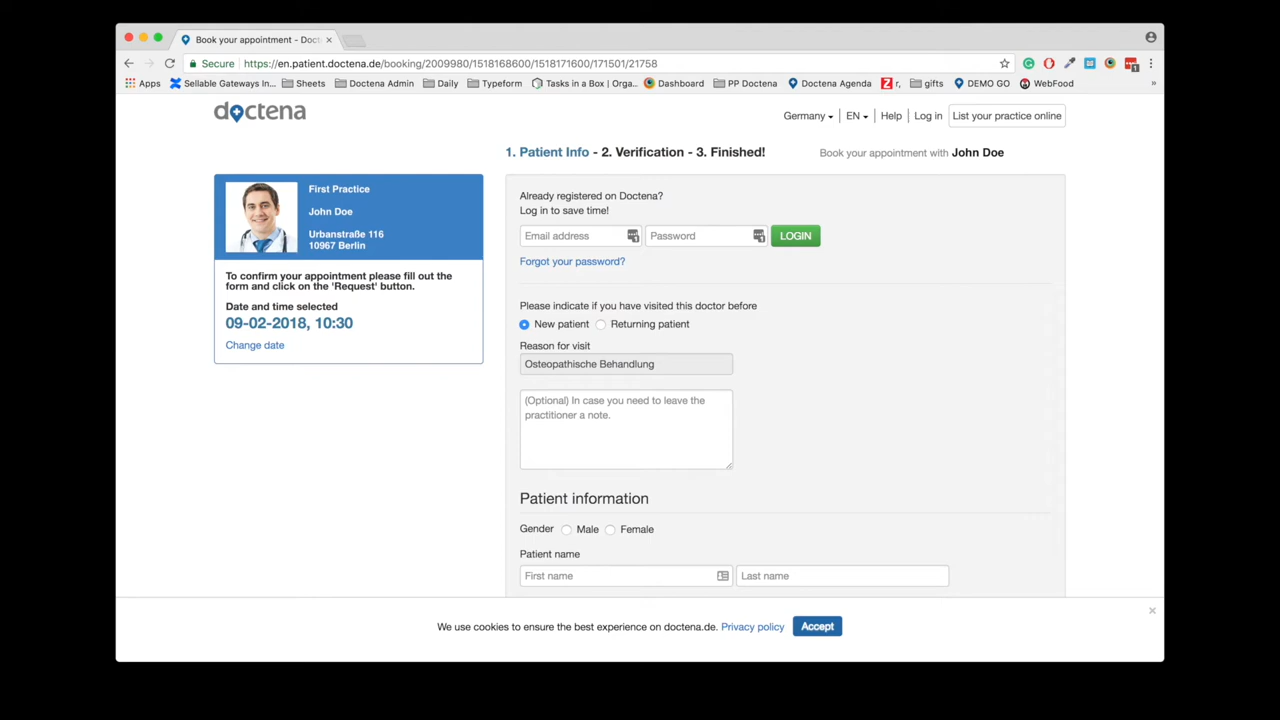 Book your appointment - Doct
Secure
https://en.patient.doctena.de/booking/2009980/1518168600/1518171600/171501/21758
Apps
Sellable Gateways In...
Sheets
Doctena Admin
Daily
Typeform
Tasks in a Box | Orga...
Dashboard
PP Doctena
Doctena Agenda
r,
gifts
DEMO GO
WebFood
»
doctena
Germany
EN
Help
Log in
List your practice online
1. Patient Info - 2. Verification - 3. Finished!
Book your appointment with John Doe
First Practice
John Doe
Urbanstraße 116
10967 Berlin
To confirm your appointment please fill out the
form and click on the 'Request' button.
Date and time selected
09-02-2018, 10:30
Change date
Already registered on Doctena?
Log in to save time!
Email address
Password
LOGIN
Forgot your password?
Please indicate if you have visited this doctor before
New patient
Returning patient
Reason for visit
Osteopathische Behandlung
(Optional) In case you need to leave the
practitioner a note.
Patient information
Gender
Male
Female
Patient name
First name
Last name
We use cookies to ensure the best experience on doctena.de. Privacy policy
Accept